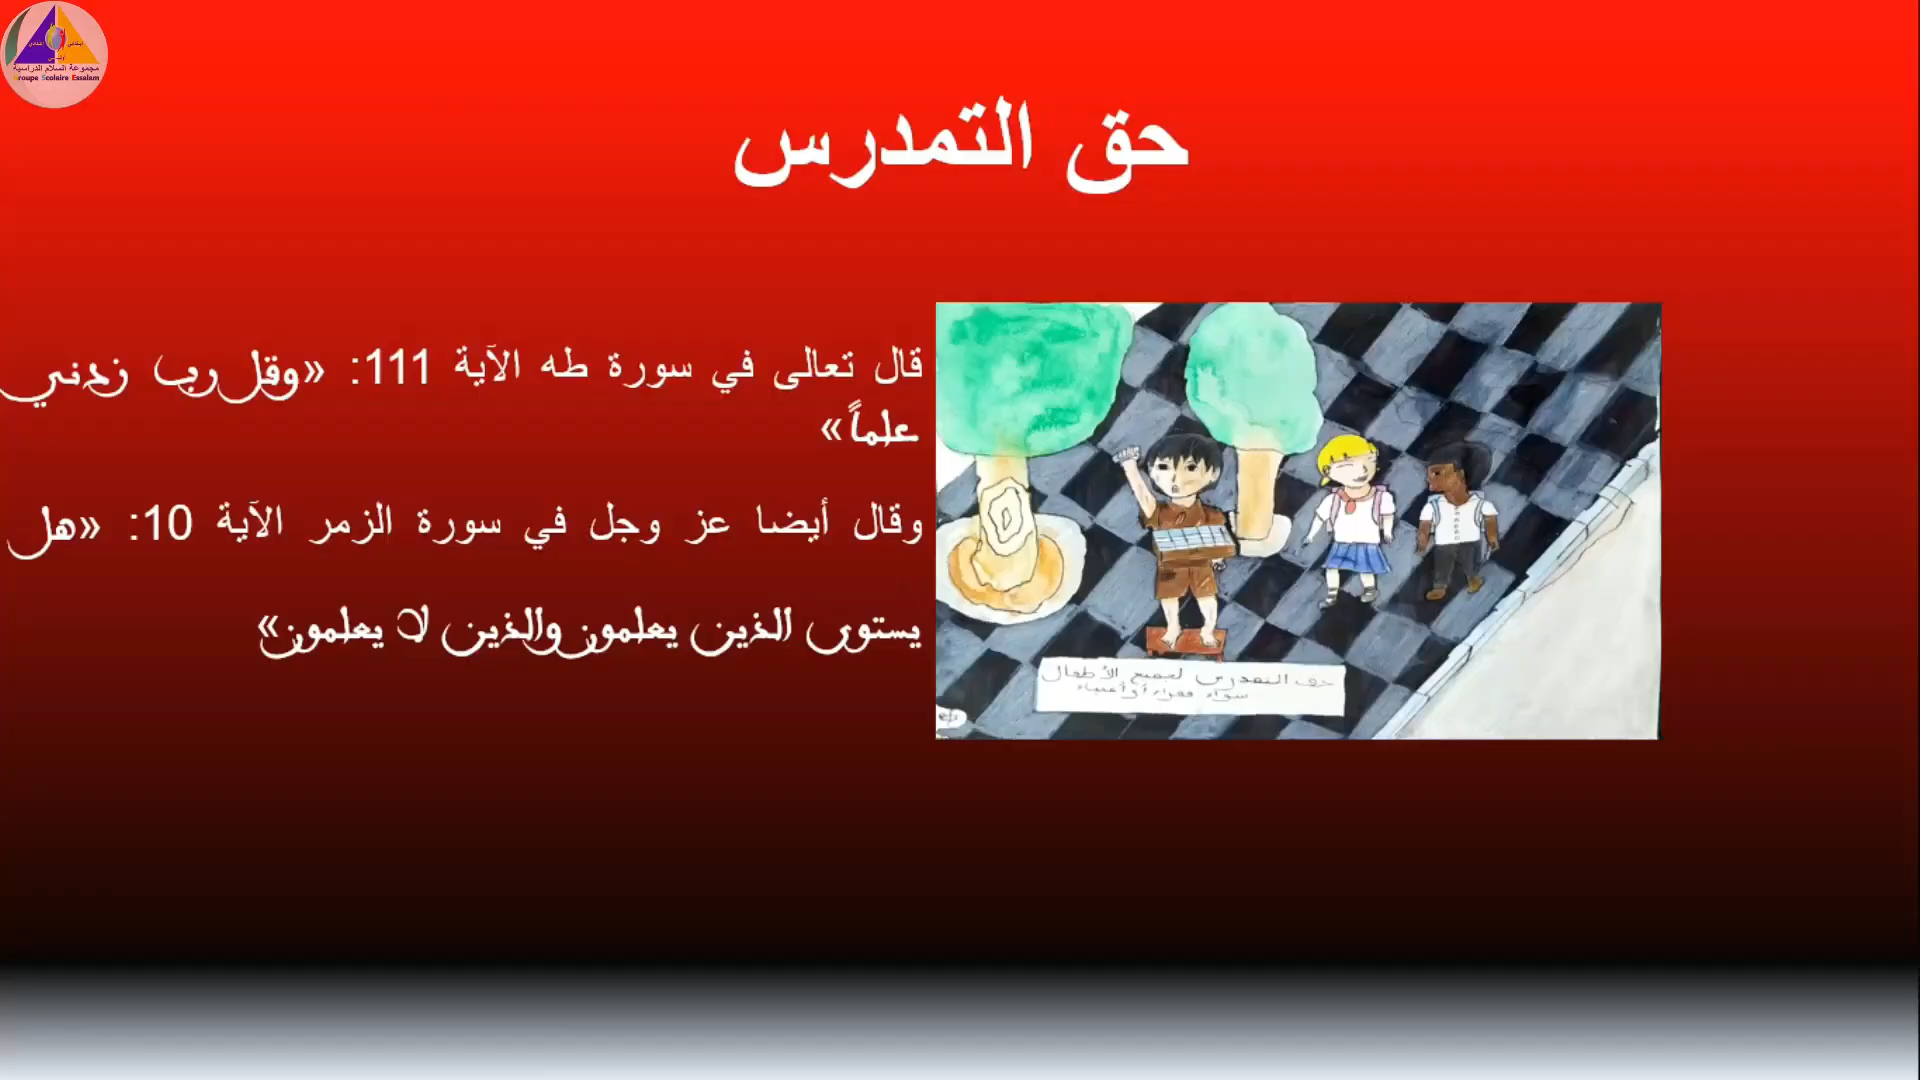 مجموعة السلام الدراسية
Groupe Scolaire Essalam
حق التمدرس
قال تعالى في سورة طه الآية 111: «وقل رب زدني
علماً»
وقال أيضا عز وجل في سورة الزمر الآية 10: «هل
يستوى الذين يعلمون والذين لا يعلمون»
حق التمدرس لجميع الأطفال
سواء فقراء أو أغنياء